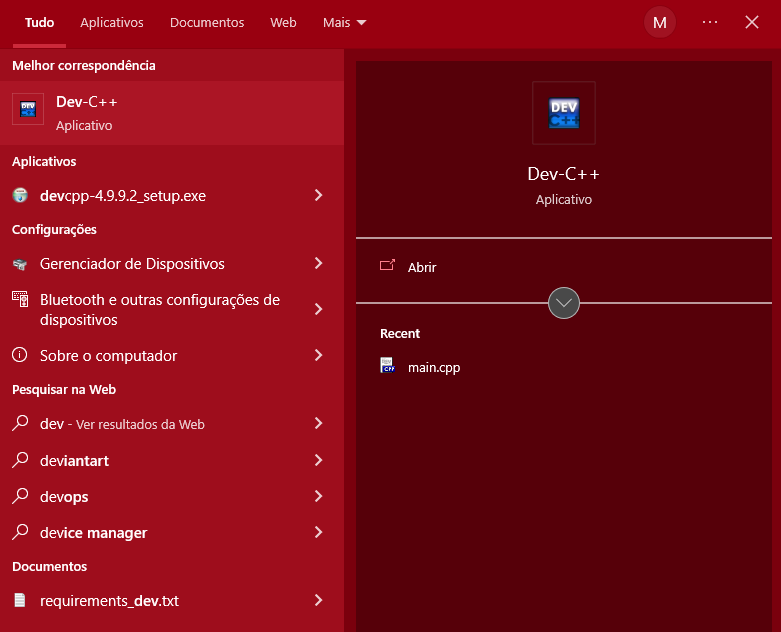 Tudo Aplicativos Documentos Web Mais M ...
Melhor correspondência
Dev-C++
Aplicativo
Aplicativos
devcpp-4.9.9.2_setup.exe
Configurações
Gerenciador de Dispositivos
Bluetooth e outras configurações de
dispositivos
Sobre o computador
Pesquisar na Web
dev - Ver resultados da Web
deviantart
devops
device manager
Documentos
requirements_dev.txt
DEV
C++
Dev-C++
Aplicativo
Abrir
Recent
main.cpp